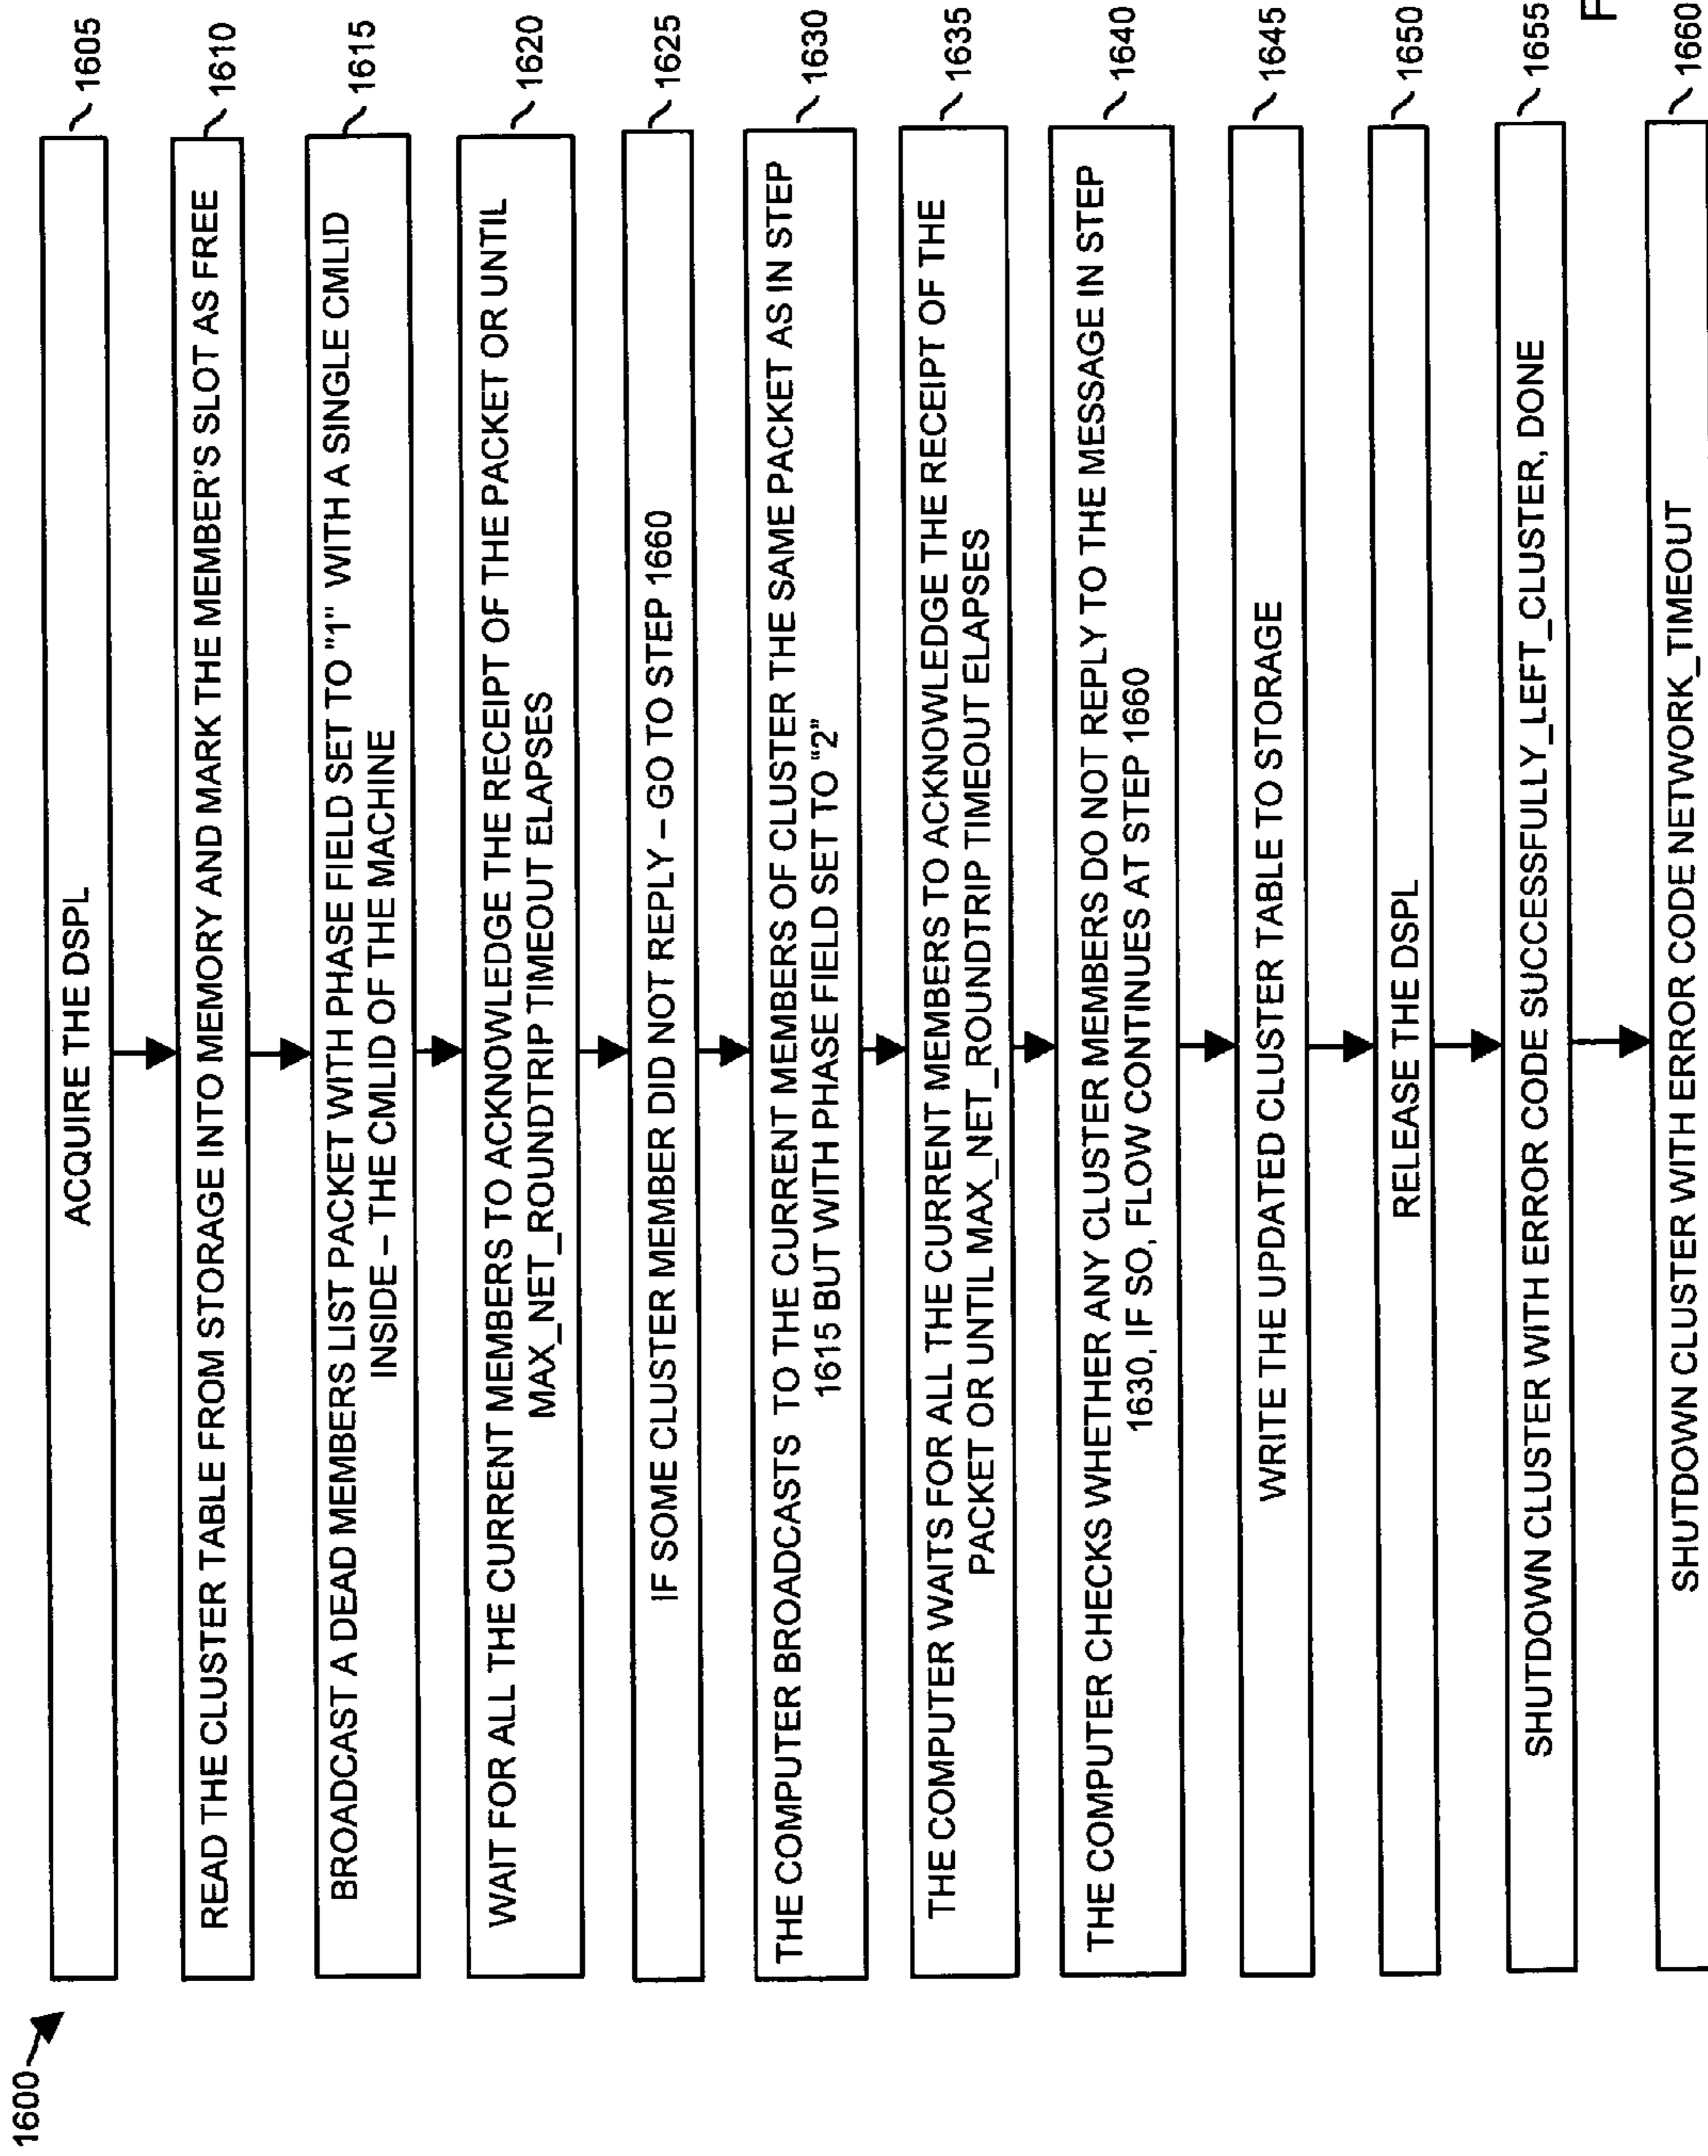 1600
ACQUIRE THE DSPL
1605
READ THE CLUSTER TABLE FROM STORAGE INTO MEMORY AND MARK THE MEMBER'S SLOT AS FREE
1610
BROADCAST A DEAD MEMBERS LIST PACKET WITH PHASE FIELD SET TO "1" WITH A SINGLE CMLID
INSIDE – THE CMLID OF THE MACHINE
1615
WAIT FOR ALL THE CURRENT MEMBERS TO ACKNOWLEDGE THE RECEIPT OF THE PACKET OR UNTIL
MAX_NET_ROUNDTRIP TIMEOUT ELAPSES
1620
IF SOME CLUSTER MEMBER DID NOT REPLY – GO TO STEP 1660
1625
THE COMPUTER BROADCASTS TO THE CURRENT MEMBERS OF CLUSTER THE SAME PACKET AS IN STEP
1615 BUT WITH PHASE FIELD SET TO "2"
1630
THE COMPUTER WAITS FOR ALL THE CURRENT MEMBERS TO ACKNOWLEDGE THE RECEIPT OF THE
PACKET OR UNTIL MAX_NET_ROUNDTRIP TIMEOUT ELAPSES
1635
THE COMPUTER CHECKS WHETHER ANY CLUSTER MEMBERS DO NOT REPLY TO THE MESSAGE IN STEP
1630, IF SO, FLOW CONTINUES AT STEP 1660
1640
WRITE THE UPDATED CLUSTER TABLE TO STORAGE
1645
RELEASE THE DSPL
1650
SHUTDOWN CLUSTER WITH ERROR CODE SUCCESSFULLY_LEFT_CLUSTER, DONE
1655
SHUTDOWN CLUSTER WITH ERROR CODE NETWORK_TIMEOUT
1660